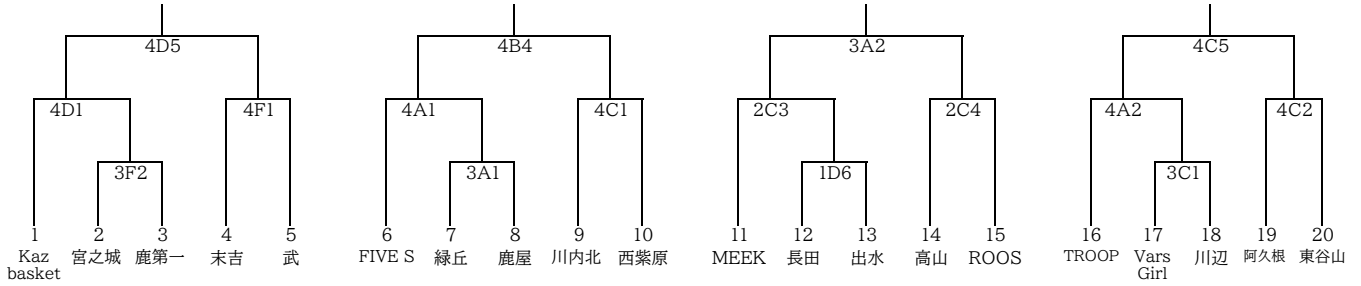 4D5 4B4 3A2 4C5
4D1 4F1 4A1 4C1 2C3 2C4 4A2 4C2
3F2 3A1 1D6 3C1
1 2 3 4 5 6 7 8 9 10 11 12 13 14 15 16 17 18 19 20
Kaz basket 宮之城 鹿第一 末吉 武 FIVE S 緑丘 鹿屋 川内北 西紫原 MEEK 長田 出水 高山 ROOS TROOP Vars Girl 川辺 阿久根 東谷山